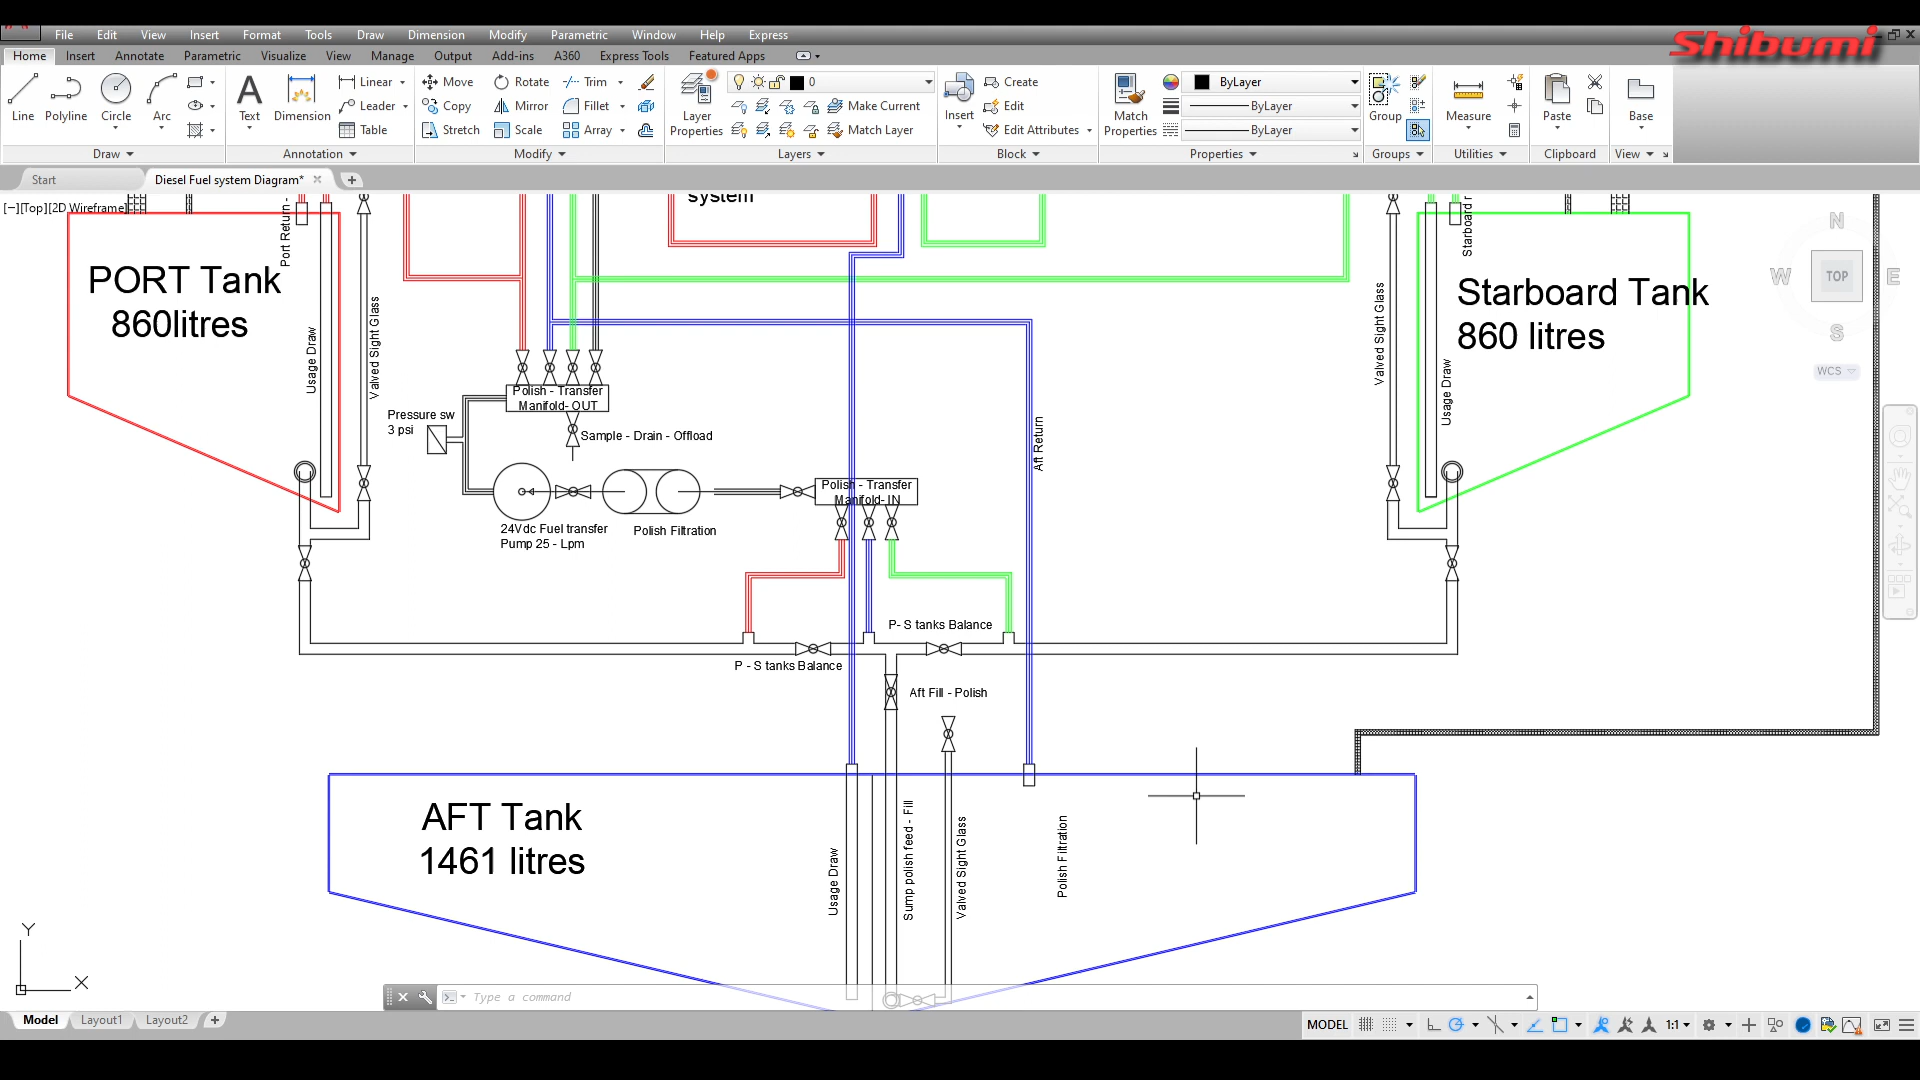 Shibumi
File Edit View Insert Format Tools Draw Dimension Modify Parametric Window Help Express
Home Insert Annotate Parametric Visualize View Manage Output Add-ins A360 Express Tools Featured Apps
Line Polyline Circle Arc
Text Dimension
Linear
Leader
Table
Move Rotate Trim
Copy Mirror Fillet
Stretch Scale Array
Layer
Properties
0
Make Current
Match Layer
Insert
Create
Edit
Edit Attributes
Match
Properties
ByLayer
ByLayer
ByLayer
Group
Measure
Paste
Base
Draw Annotation Modify Layers Block Properties Groups Utilities Clipboard View
Start Diesel Fuel system Diagram*
[−][Top][2D Wireframe]
system
Port Return -
Starboard r
N
W TOP E
S
WCS
PORT Tank
860litres
Usage Draw
Valved Sight Glass
Valved Sight Glass
Usage Draw
Starboard Tank
860 litres
Polish - Transfer
Manifold- OUT
Pressure sw
3 psi
Sample - Drain - Offload
Aft Return
Polish - Transfer
Manifold- IN
24Vdc Fuel transfer
Pump 25 - Lpm
Polish Filtration
P- S tanks Balance
P - S tanks Balance
Aft Fill - Polish
AFT Tank
1461 litres
Usage Draw
Sump polish feed - Fill
Valved Sight Glass
Polish Filtration
Y
X
Type a command
Model Layout1 Layout2
MODEL 1:1